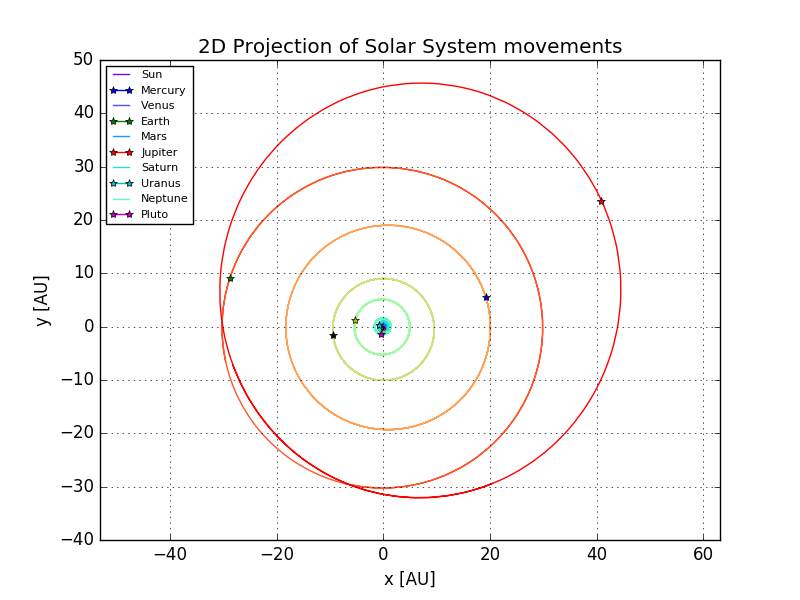 2D Projection of Solar System movements
50
40
30
20
10
0
−10
−20
−30
−40
y [AU]
Sun
Mercury
Venus
Earth
Mars
Jupiter
Saturn
Uranus
Neptune
Pluto
−40 −20 0 20 40 60
x [AU]